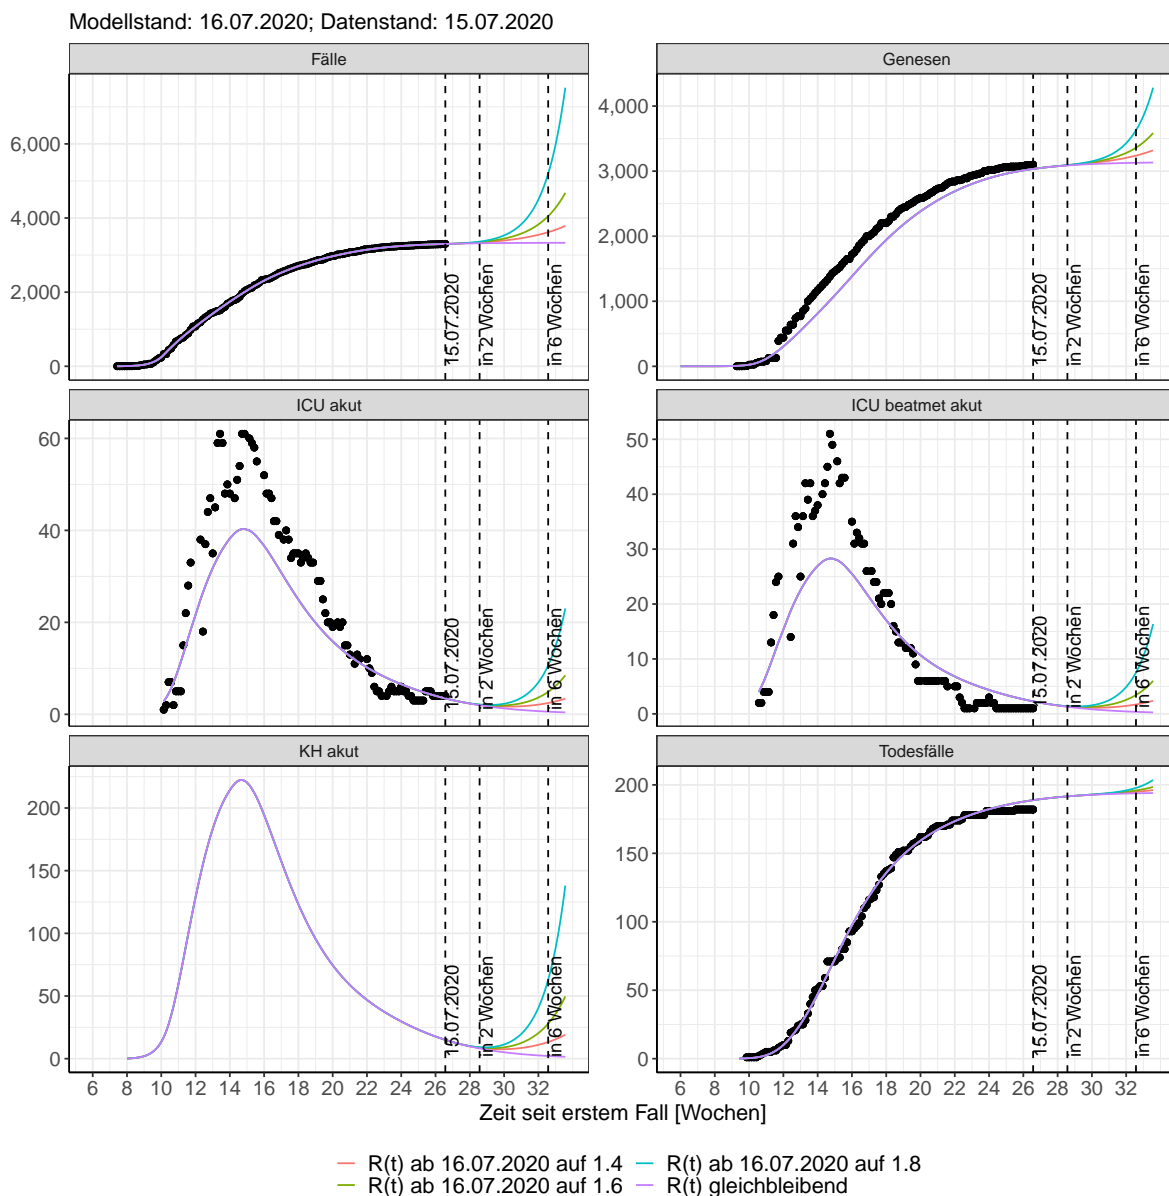 Modellstand: 16.07.2020; Datenstand: 15.07.2020
Fälle
Genesen
6,000
4,000
2,000
0
15.07.2020
in 2 Wochen
in 6 Wochen
4,000
3,000
2,000
1,000
0
15.07.2020
in 2 Wochen
in 6 Wochen
ICU akut
ICU beatmet akut
60
40
20
0
15.07.2020
in 2 Wochen
in 6 Wochen
50
40
30
20
10
0
15.07.2020
in 2 Wochen
in 6 Wochen
KH akut
Todesfälle
200
150
100
50
0
15.07.2020
in 2 Wochen
in 6 Wochen
200
150
100
50
0
15.07.2020
in 2 Wochen
in 6 Wochen
6 8 10 12 14 16 18 20 22 24 26 28 30 32
6 8 10 12 14 16 18 20 22 24 26 28 30 32
Zeit seit erstem Fall [Wochen]
R(t) ab 16.07.2020 auf 1.4
R(t) ab 16.07.2020 auf 1.8
R(t) ab 16.07.2020 auf 1.6
R(t) gleichbleibend